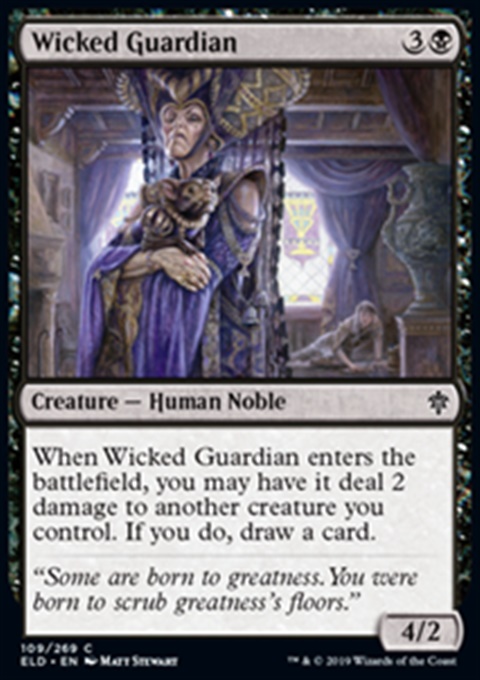 Wicked Guardian 3
Creature — Human Noble
When Wicked Guardian enters the
battlefield, you may have it deal 2
damage to another creature you
control. If you do, draw a card.
“Some are born to greatness. You were
born to scrub greatness’s floors.”
4/2
109/269 C
ELD • EN Matt Stewart
™ & © 2019 Wizards of the Coast